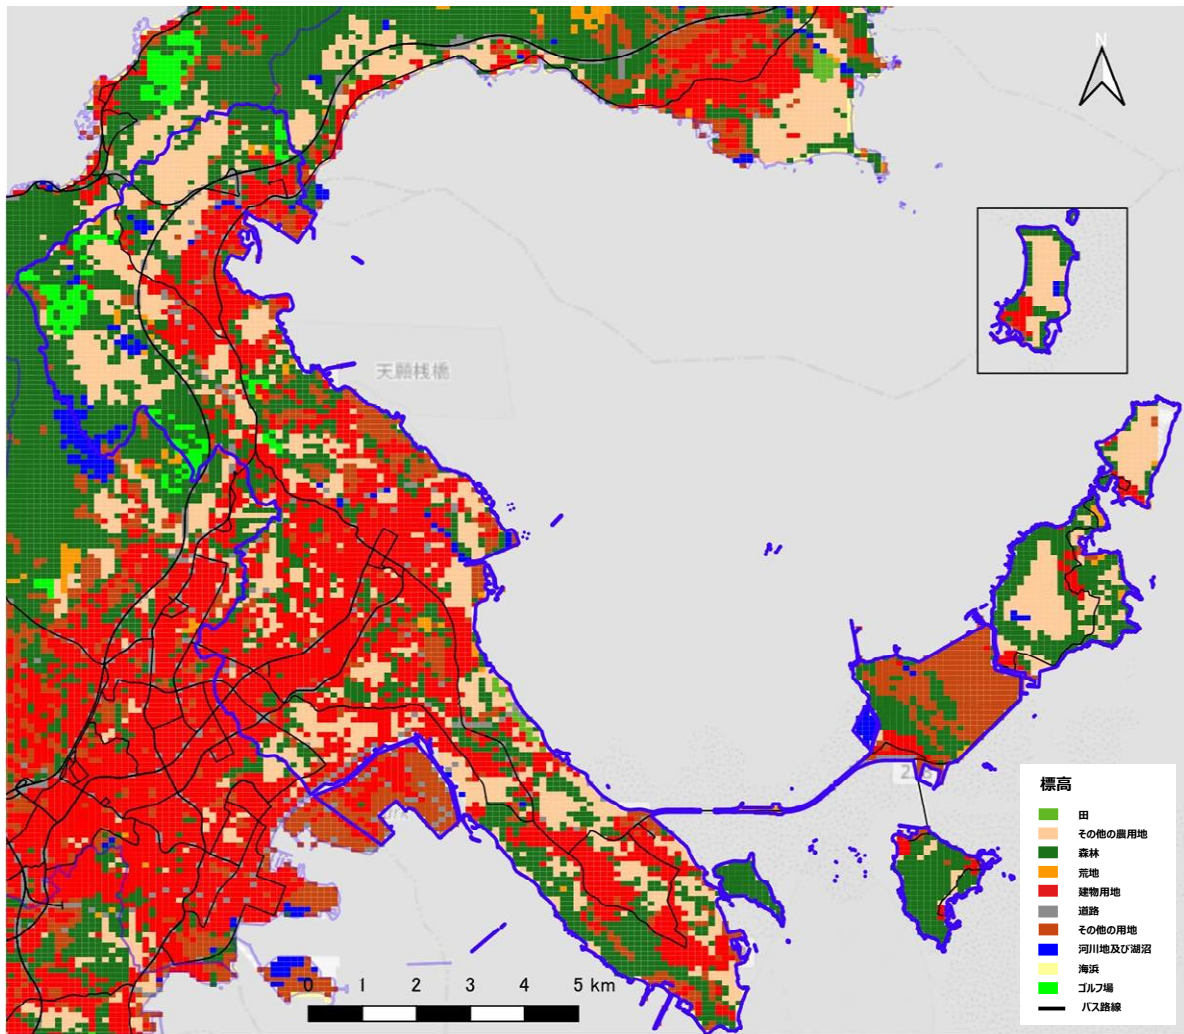 N
天願桟橋
標高
田
その他の農用地
森林
荒地
建物用地
道路
その他の用地
河川地及び湖沼
海浜
ゴルフ場
バス路線
0 1 2 3 4 5 km